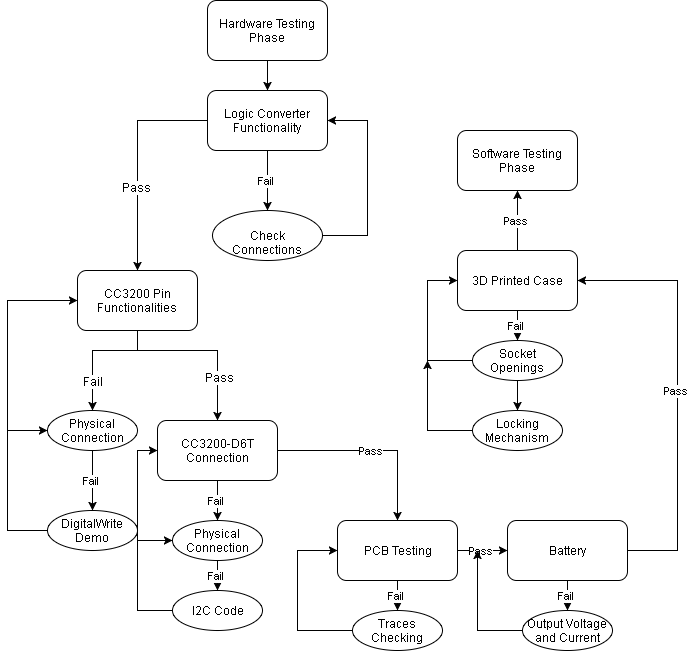 Hardware Testing
Phase
Logic Converter
Functionality
Pass
Fail
Check
Connections
Software Testing
Phase
Pass
3D Printed Case
Fail
Socket
Openings
Locking
Mechanism
CC3200 Pin
Functionalities
Fail
Pass
Physical
Connection
Fail
DigitalWrite
Demo
CC3200-D6T
Connection
Pass
Fail
Physical
Connection
Fail
I2C Code
PCB Testing
Pass
Fail
Traces
Checking
Battery
Pass
Fail
Output Voltage
and Current